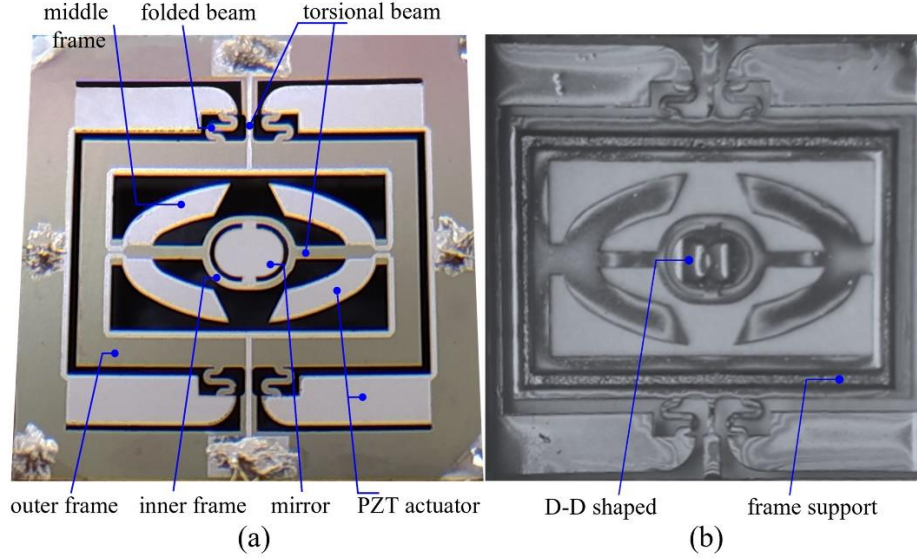 middle
frame
folded beam
torsional beam
outer frame
inner frame
mirror
PZT actuator
(a)
D-D shaped
frame support
(b)